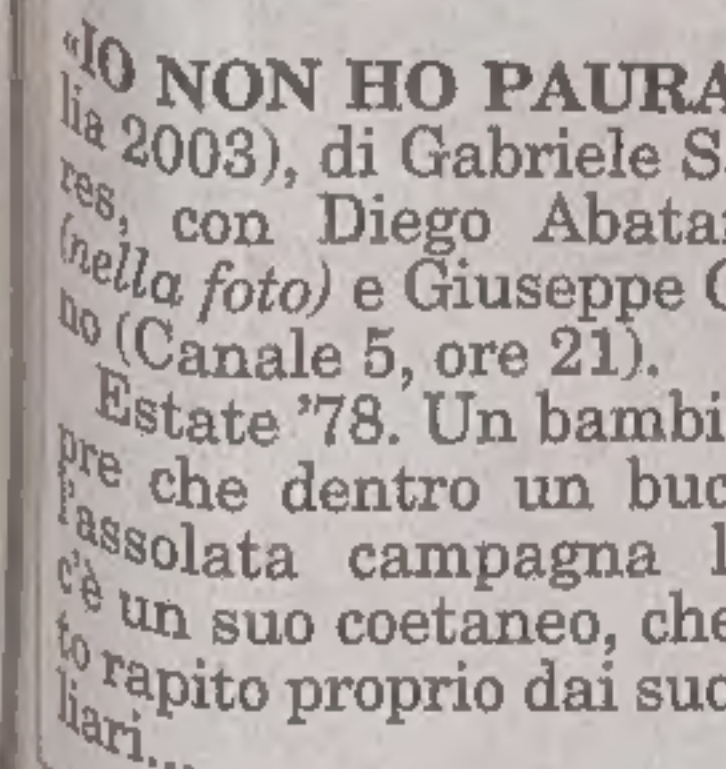 «IO NON HO PAURA
lia 2003), di Gabriele S
res, con Diego Abata
(nella foto) e Giuseppe C
no (Canale 5, ore 21).
Estate '78. Un bambi
pre che dentro un buc
l'assolata campagna l
c'è un suo coetaneo, che
to rapito proprio dai suo
liari...